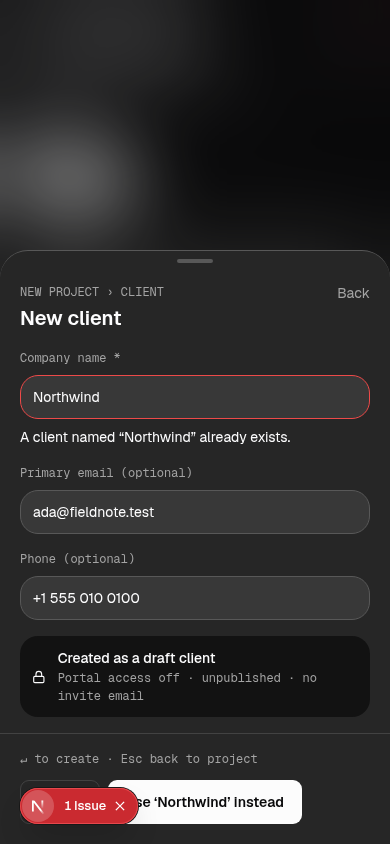 NEW PROJECT › CLIENT
Back
New client
Company name *
Northwind
A client named “Northwind” already exists.
Primary email (optional)
ada@fieldnote.test
Phone (optional)
+1 555 010 0100
Created as a draft client
Portal access off · unpublished · no
invite email
↵ to create · Esc back to project
N 1 Issue ×
‘Northwind’ instead